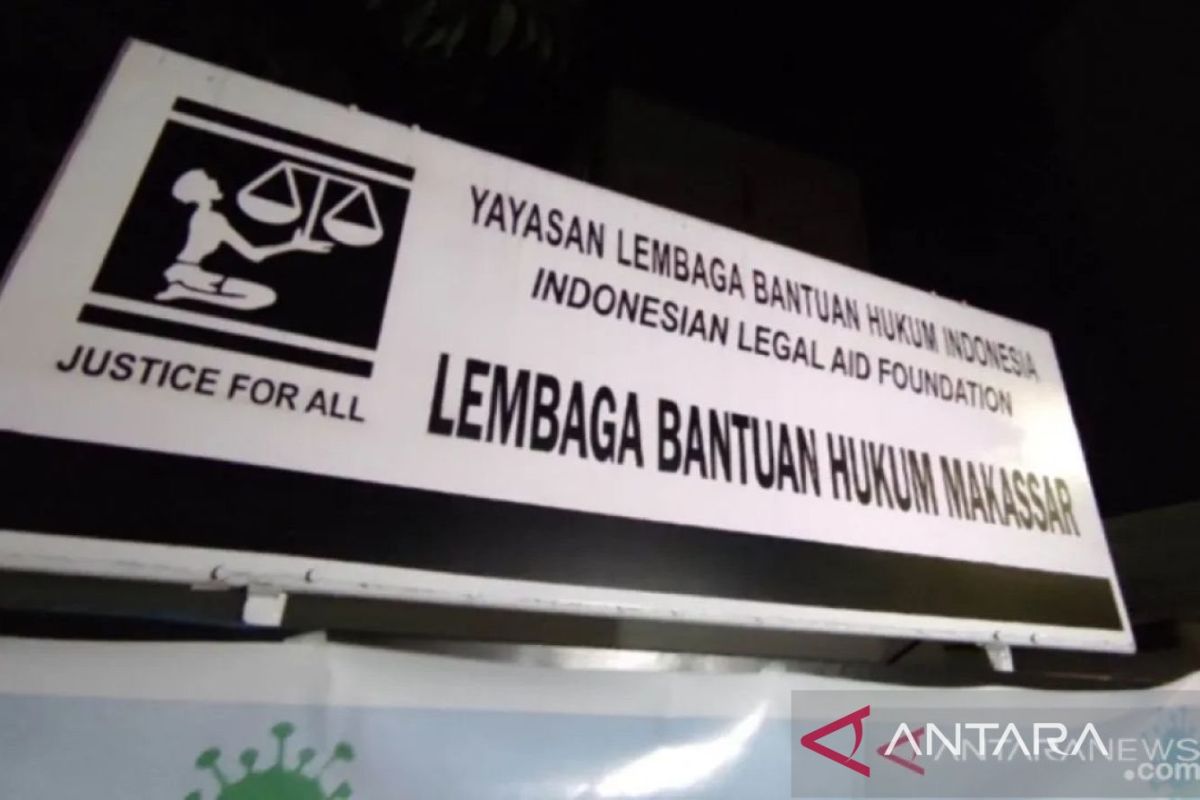 YAYASAN LEMBAGA BANTUAN HUKUM INDONESIA
INDONESIAN LEGAL AID FOUNDATION
LEMBAGA BANTUAN HUKUM MAKASSAR
JUSTICE FOR ALL
ANTARA
ANTARANEWS
.com